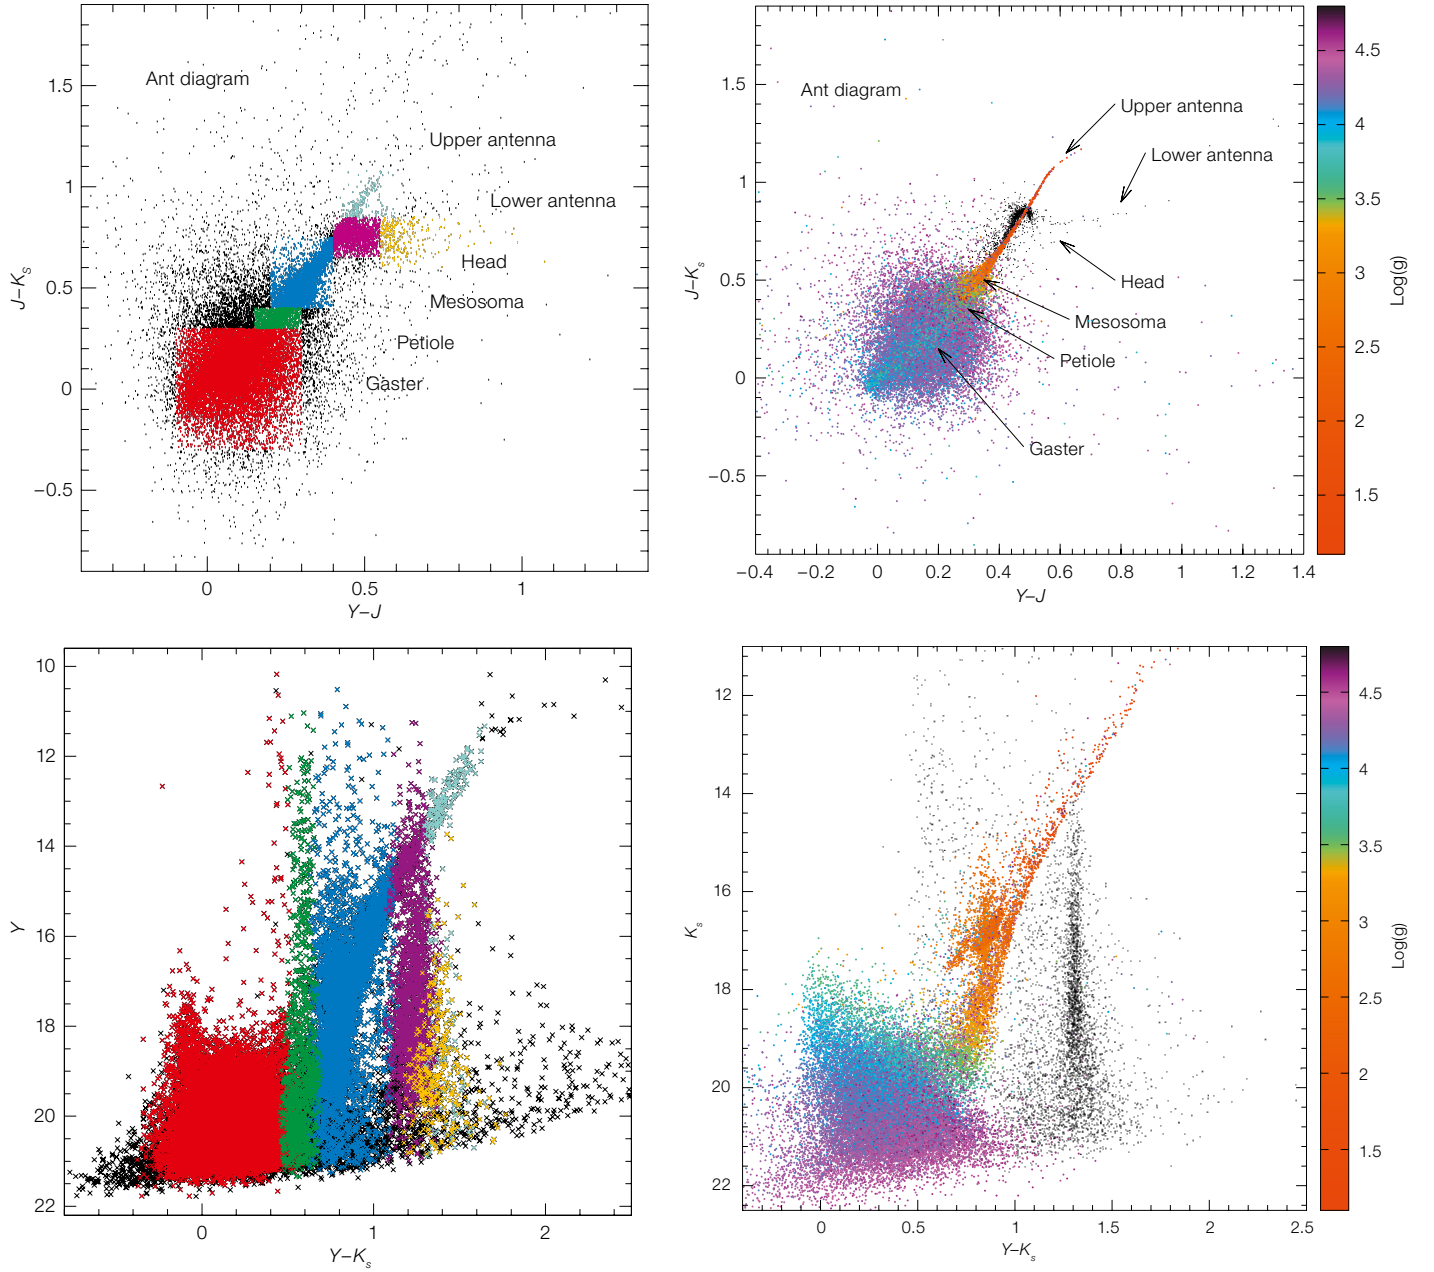 Ant diagram
Upper antenna
Lower antenna
Head
Mesosoma
Petiole
Gaster
1.5
1
0.5
0
−0.5
J−Ks
0
0.5
1
Y−J
Ant diagram
Upper antenna
Lower antenna
Head
Mesosoma
Petiole
Gaster
1.5
1
0.5
0
−0.5
J−Ks
−0.4
−0.2
0
0.2
0.4
0.6
0.8
1
1.2
1.4
Y−J
4.5
4
3.5
3
2.5
2
1.5
Log(g)
10
12
14
16
18
20
22
Y
0
1
2
Y−Ks
12
14
16
18
20
22
Ks
0
0.5
1
1.5
2
2.5
Y−Ks
4.5
4
3.5
3
2.5
2
1.5
Log(g)